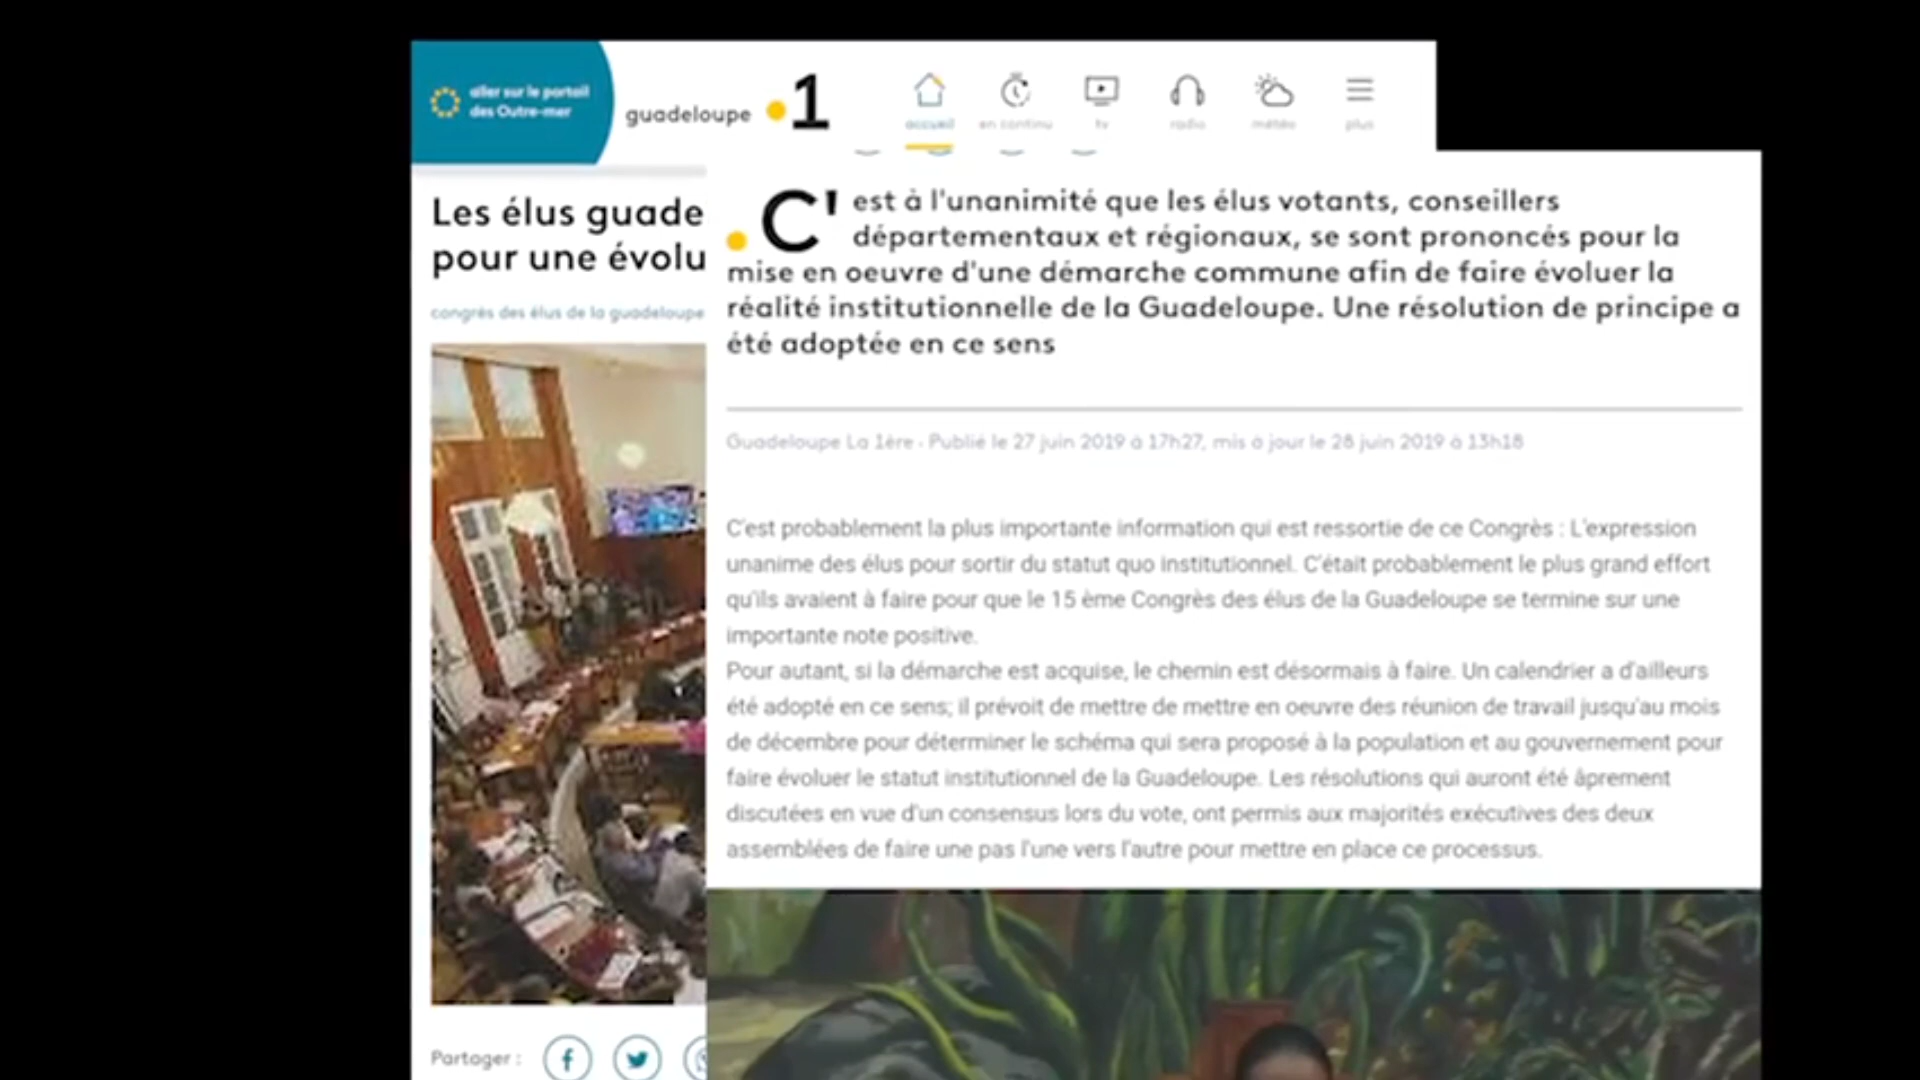 aller sur le portail
des Outre-mer
guadeloupe 1
accueil
en continu
tv
radio
météo
plus
Les élus guade
pour une évolu
congrès des élus de la guadeloupe
C'est à l'unanimité que les élus votants, conseillers
départementaux et régionaux, se sont prononcés pour la
mise en oeuvre d'une démarche commune afin de faire évoluer la
réalité institutionnelle de la Guadeloupe. Une résolution de principe a
été adoptée en ce sens
Guadeloupe La 1ère • Publié le 27 juin 2019 à 17h27, mis à jour le 28 juin 2019 à 13h18
C'est probablement la plus importante information qui est ressortie de ce Congrès : L'expression
unanime des élus pour sortir du statut quo institutionnel. C'était probablement le plus grand effort
qu'ils avaient à faire pour que le 15 ème Congrès des élus de la Guadeloupe se termine sur une
importante note positive.
Pour autant, si la démarche est acquise, le chemin est désormais à faire. Un calendrier a d'ailleurs
été adopté en ce sens; il prévoit de mettre de mettre en oeuvre des réunion de travail jusqu'au mois
de décembre pour déterminer le schéma qui sera proposé à la population et au gouvernement pour
faire évoluer le statut institutionnel de la Guadeloupe. Les résolutions qui auront été âprement
discutées en vue d'un consensus lors du vote, ont permis aux majorités exécutives des deux
assemblées de faire une pas l'une vers l'autre pour mettre en place ce processus.
Partager :